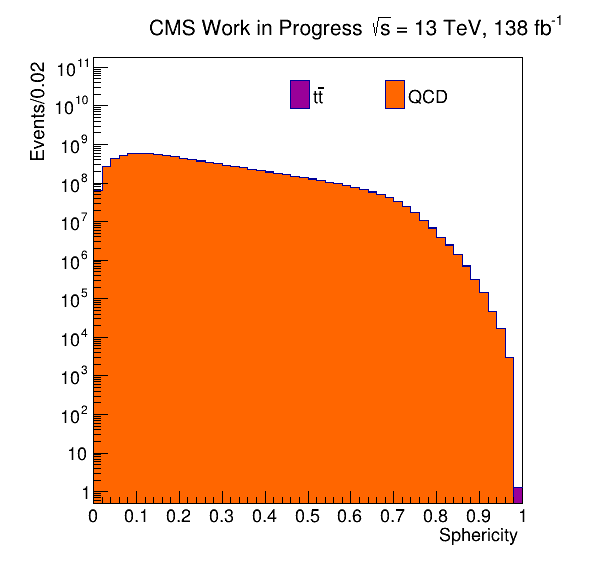 CMS Work in Progress √s = 13 TeV, 138 fb⁻¹
Events/0.02
10¹¹
10¹⁰
10⁹
10⁸
10⁷
10⁶
10⁵
10⁴
10³
10²
10
1
tt̄
QCD
0 0.1 0.2 0.3 0.4 0.5 0.6 0.7 0.8 0.9 1
Sphericity